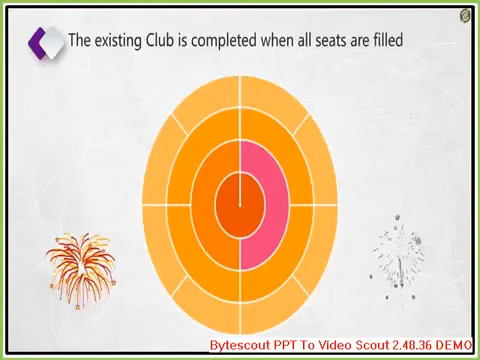 The existing Club is completed when all seats are filled
Bytescout PPT To Video Scout 2.48.36 DEMO